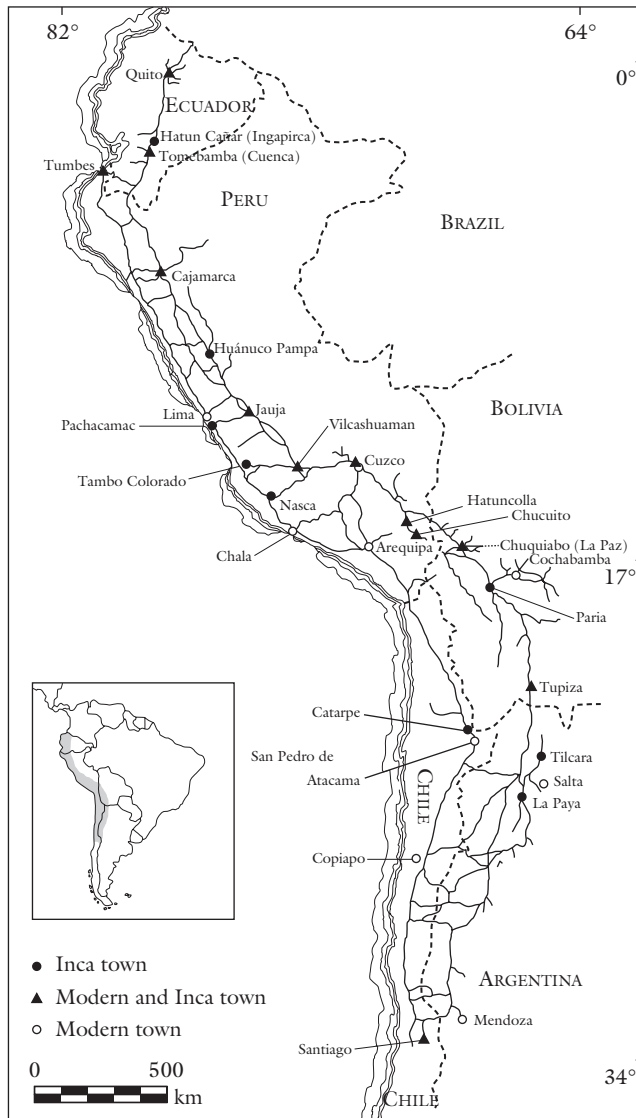 82°
64°
0°
Quito
ECUADOR
Hatun Cañar (Ingapirca)
Tomebamba (Cuenca)
Tumbes
PERU
BRAZIL
Cajamarca
Huánuco Pampa
BOLIVIA
Lima
Jauja
Pachacamac
Vilcashuaman
Cuzco
Tambo Colorado
Hatuncolla
Nasca
Chucuito
Chala
Arequipa
Chuquiabo (La Paz)
Cochabamba
17°
Paria
Tupiza
Catarpe
San Pedro de
Atacama
CHILE
Tilcara
Salta
La Paya
Copiapo
Inca town
Modern and Inca town
Modern town
ARGENTINA
Mendoza
Santiago
0 500
km
34°
CHILE